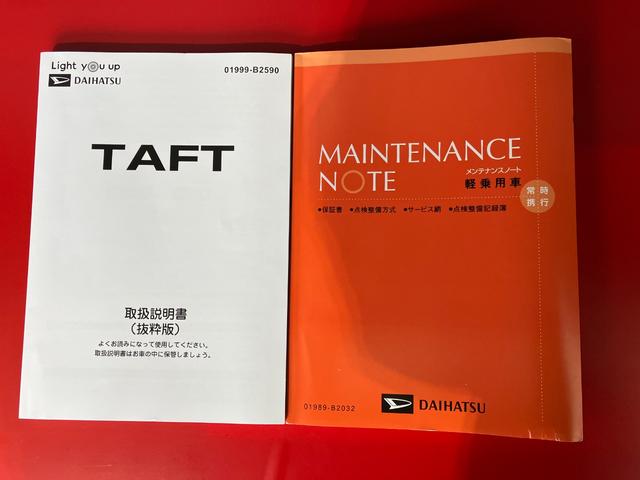 Light you up
DAIHATSU
01999-B2590
TAFT
取扱説明書
(抜粋版)
よくお読みになって使用してください。
取扱説明書はお車の中に保管しましょう。
MAINTENANCE
NOTE
メンテナンスノート
軽乗用車
常時
携行
●保証書 ●点検整備方式 ●サービス網 ●点検整備記録簿
01989-B2032
DAIHATSU